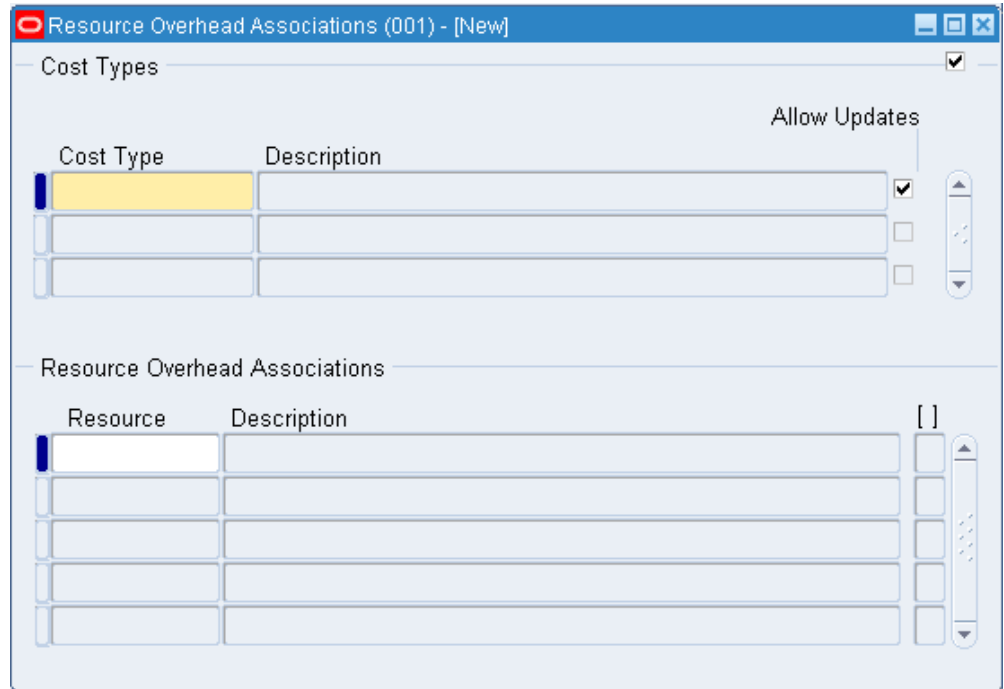 Resource Overhead Associations (001) - [New]
Cost Types
Allow Updates
Cost Type Description
Resource Overhead Associations
Resource Description [ ]